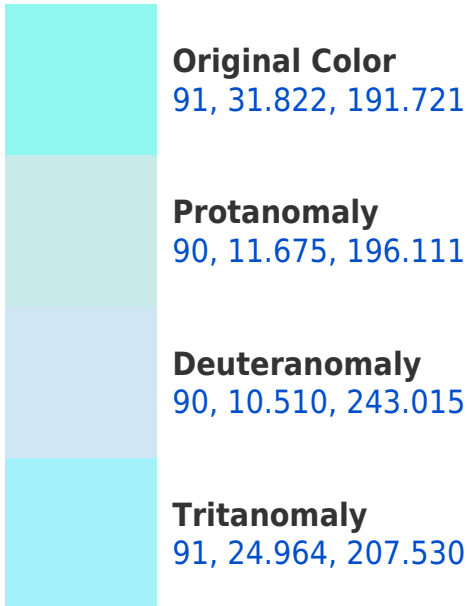 Original Color
91, 31.822, 191.721
Protanomaly
90, 11.675, 196.111
Deuteranomaly
90, 10.510, 243.015
Tritanomaly
91, 24.964, 207.530